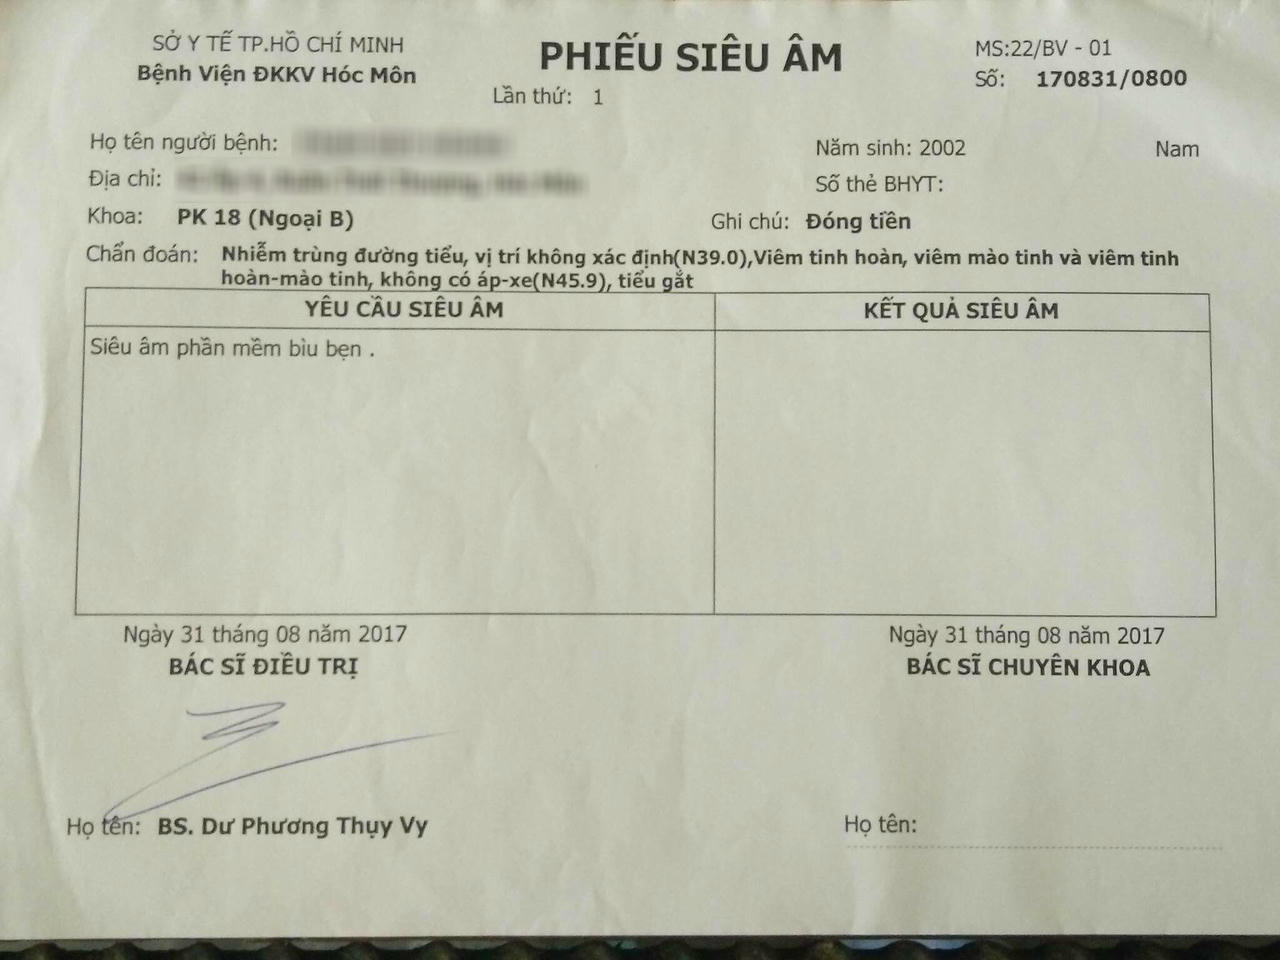 SỞ Y TẾ TP.HỒ CHÍ MINH
Bệnh Viện ĐKKV Hóc Môn
PHIẾU SIÊU ÂM
Lần thứ: 1
MS:22/BV - 01
Số: 170831/0800
Họ tên người bệnh:
Năm sinh: 2002 Nam
Địa chỉ:
Số thẻ BHYT:
Khoa: PK 18 (Ngoại B)
Ghi chú: Đóng tiền
Chẩn đoán: Nhiễm trùng đường tiểu, vị trí không xác định(N39.0),Viêm tinh hoàn, viêm mào tinh và viêm tinh
hoàn-mào tinh, không có áp-xe(N45.9), tiểu gắt
YÊU CẦU SIÊU ÂM
KẾT QUẢ SIÊU ÂM
Siêu âm phần mềm bìu bẹn .
Ngày 31 tháng 08 năm 2017
BÁC SĨ ĐIỀU TRỊ
Ngày 31 tháng 08 năm 2017
BÁC SĨ CHUYÊN KHOA
Họ tên: BS. Dư Phương Thụy Vy
Họ tên: